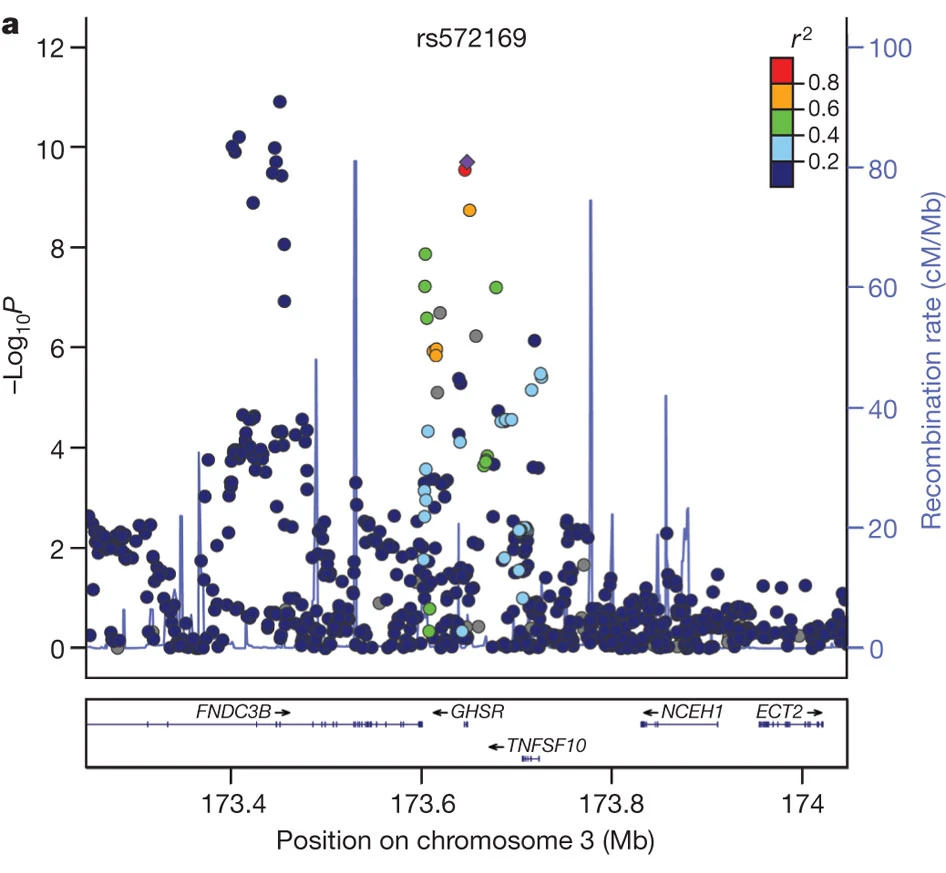 a
rs572169
r2
0.8
0.6
0.4
0.2
12
10
8
6
4
2
0
–Log10P
100
80
60
40
20
0
Recombination rate (cM/Mb)
FNDC3B→
←GHSR
←NCEH1
ECT2→
←TNFSF10
173.4
173.6
173.8
174
Position on chromosome 3 (Mb)